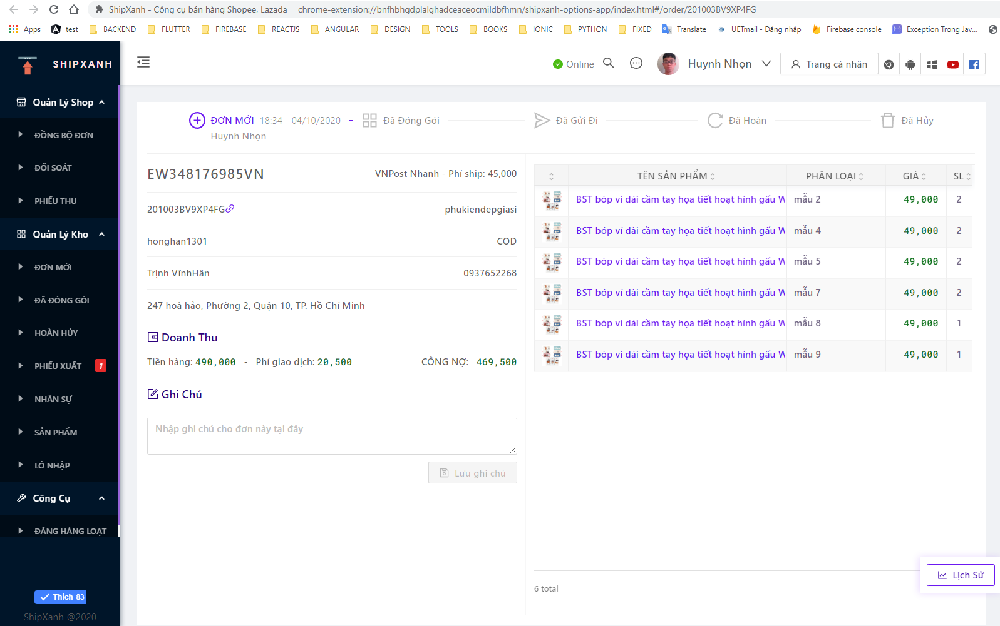 ShipXanh - Công cụ bán hàng Shopee, Lazada | chrome-extension://bnfhbhgdplalghadceaceocmildbfhmn/shipxanh-options-app/index.html#/order/201003BV9XP4FG
Apps test BACKEND FLUTTER FIREBASE REACTJS ANGULAR DESIGN TOOLS BOOKS IONIC PYTHON FIXED Translate UETmail - Đăng nhập Firebase console Exception Trong Jav...
SHIPXANH
Quản Lý Shop
ĐỒNG BỘ ĐƠN
ĐỐI SOÁT
PHIẾU THU
Quản Lý Kho
ĐƠN MỚI
ĐÃ ĐÓNG GÓI
HOÀN HỦY
PHIẾU XUẤT 1
NHÂN SỰ
SẢN PHẨM
LÔ NHẬP
Công Cụ
ĐĂNG HÀNG LOẠT
Thích 83
ShipXanh @2020
Online Huynh Nhọn Trang cá nhân
ĐƠN MỚI 18:34 - 04/10/2020 Đã Đóng Gói Đã Gửi Đi Đã Hoàn Đã Hủy
Huynh Nhọn
EW348176985VN VNPost Nhanh - Phí ship: 45,000
201003BV9XP4FG phukiendepgiasi
honghan1301 COD
Trịnh VĩnhHân 0937652268
247 hoà hảo, Phường 2, Quận 10, TP. Hồ Chí Minh
Doanh Thu
Tiền hàng: 490,000 - Phí giao dịch: 20,500 = CÔNG NỢ: 469,500
Ghi Chú
Nhập ghi chú cho đơn này tại đây
Lưu ghi chú
TÊN SẢN PHẨM PHÂN LOẠI GIÁ SL
BST bóp ví dài cầm tay họa tiết hoạt hình gấu W mẫu 2 49,000 2
BST bóp ví dài cầm tay họa tiết hoạt hình gấu W mẫu 4 49,000 2
BST bóp ví dài cầm tay họa tiết hoạt hình gấu W mẫu 5 49,000 2
BST bóp ví dài cầm tay họa tiết hoạt hình gấu W mẫu 7 49,000 2
BST bóp ví dài cầm tay họa tiết hoạt hình gấu W mẫu 8 49,000 1
BST bóp ví dài cầm tay họa tiết hoạt hình gấu W mẫu 9 49,000 1
6 total
Lịch Sử